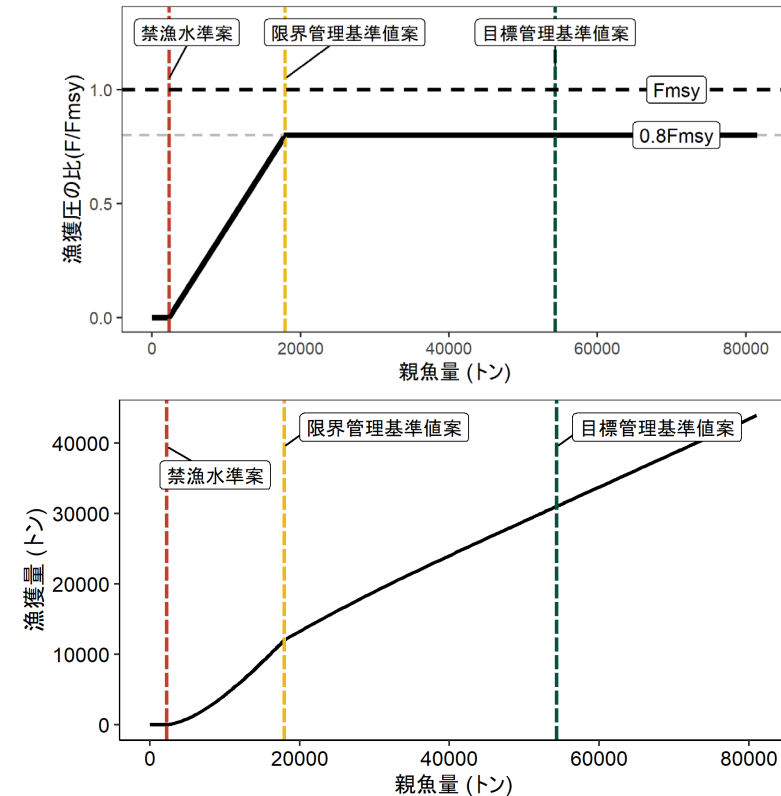 禁漁水準案
限界管理基準値案
目標管理基準値案
漁獲圧の比(F/Fmsy)
1.0
0.5
0.0
Fmsy
0.8Fmsy
0
20000
40000
60000
80000
親魚量 (トン)
限界管理基準値案
目標管理基準値案
禁漁水準案
漁獲量 (トン)
40000
30000
20000
10000
0
0
20000
40000
60000
80000
親魚量 (トン)